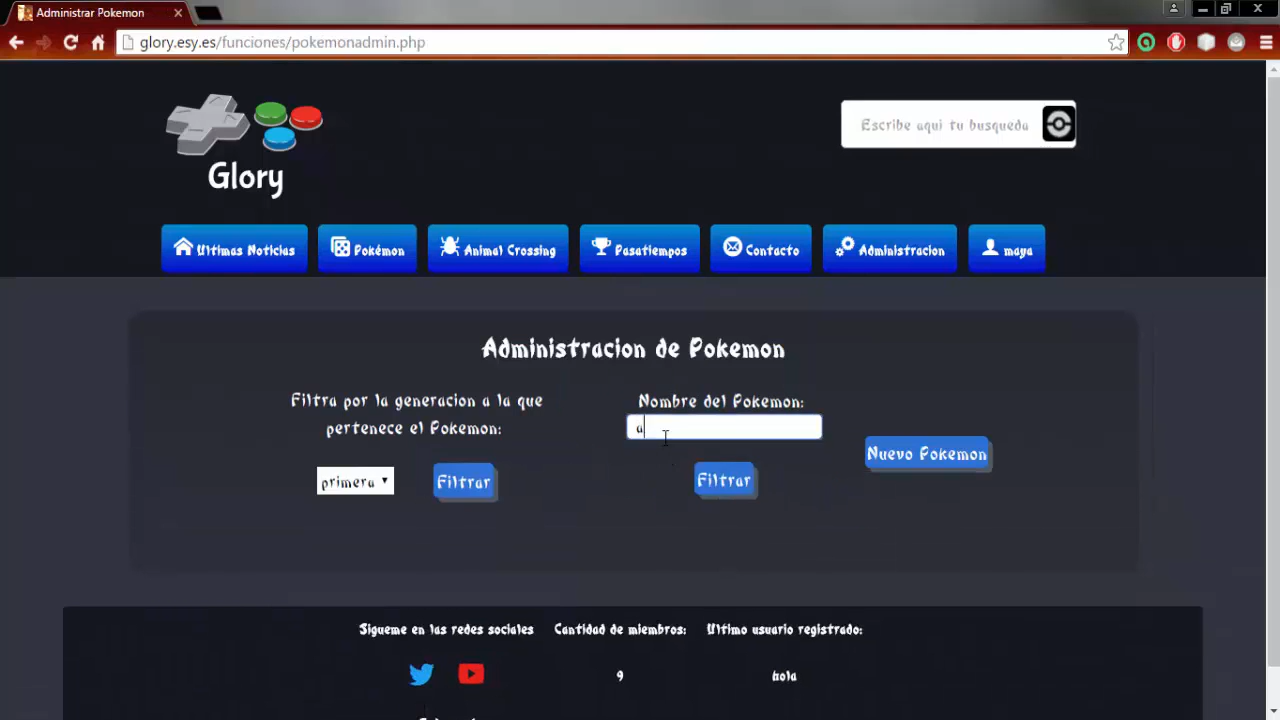 Administrar Pokemon
glory.esy.es/funciones/pokemonadmin.php
Glory
Escribe aqui tu busqueda
Ultimas Noticias
Pokémon
Animal Crossing
Pasatiempos
Contacto
Administracion
maya
Administracion de Pokemon
Filtra por la generacion a la que
pertenece el Pokemon:
primera
Filtrar
Nombre del Pokemon:
a
Filtrar
Nuevo Pokemon
Sigueme en las redes sociales
Cantidad de miembros:
9
Ultimo usuario registrado:
hola